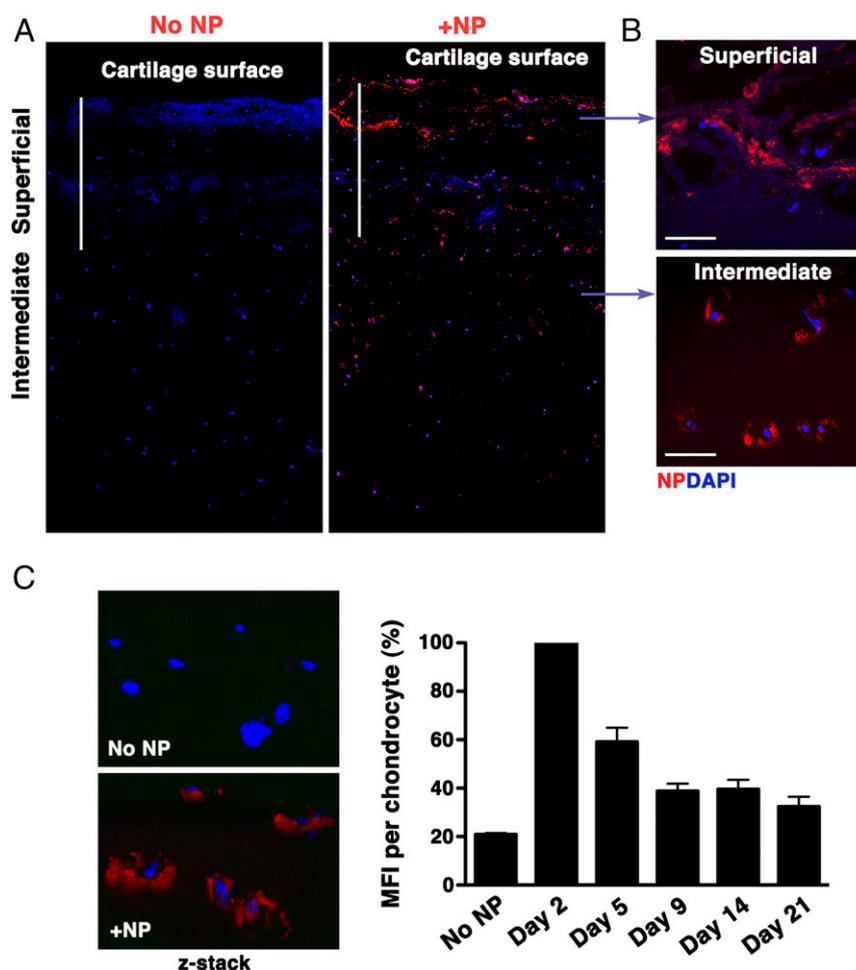 A
No NP
+NP
B
Cartilage surface
Cartilage surface
Superficial
Superficial
Intermediate
Intermediate
NPDAPI
C
No NP
+NP
z-stack
MFI per chondrocyte (%)
100
80
60
40
20
0
No NP
Day 2
Day 5
Day 9
Day 14
Day 21